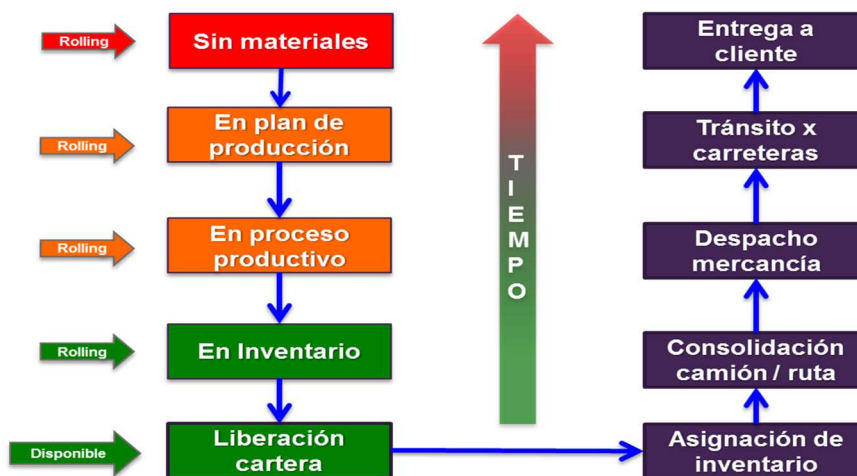 Rolling
Sin materiales
Rolling
En plan de
producción
Rolling
En proceso
productivo
Rolling
En Inventario
Disponible
Liberación
cartera
TIEMPO
Entrega a
cliente
Tránsito x
carreteras
Despacho
mercancía
Consolidación
camión / ruta
Asignación de
inventario